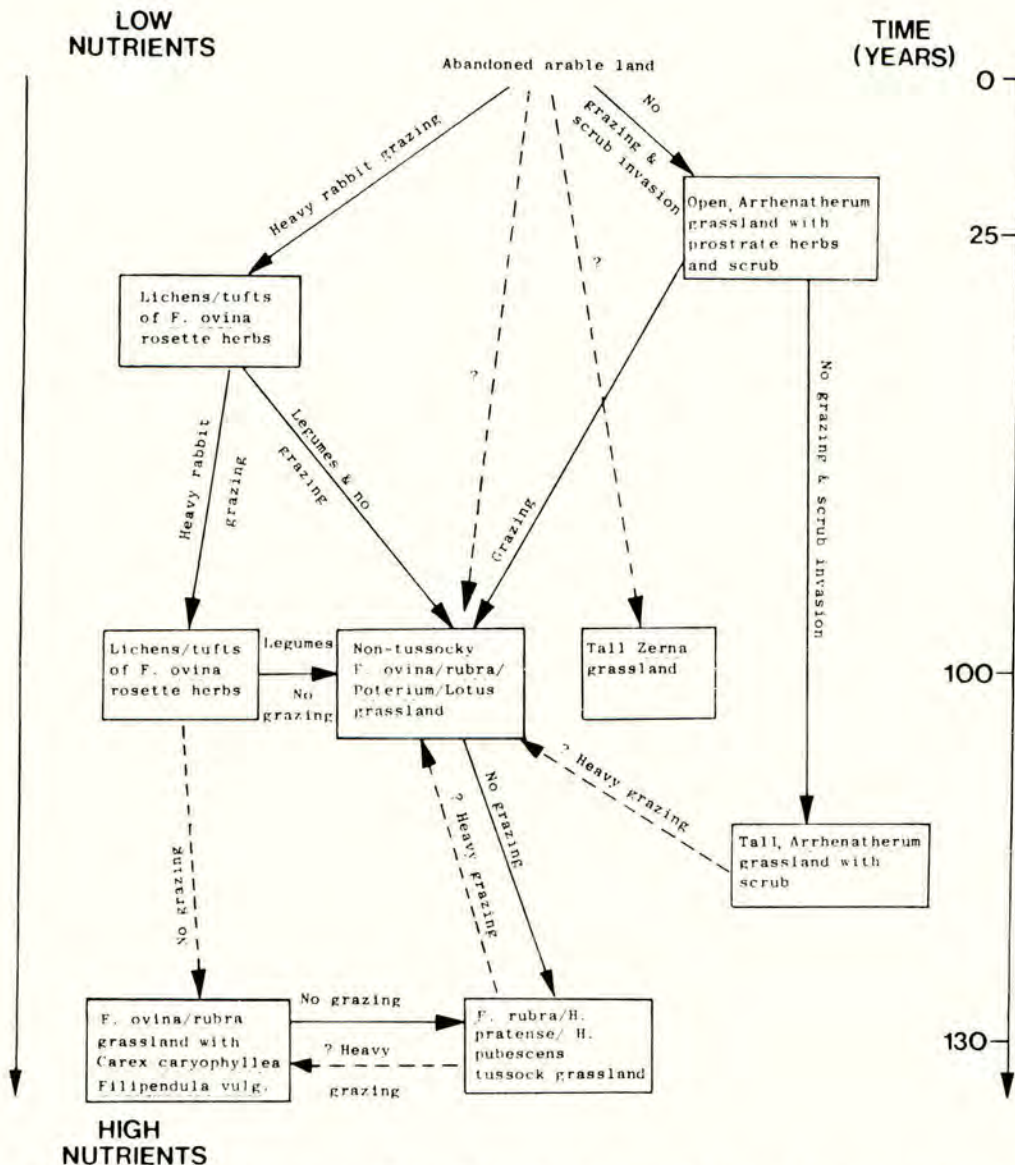 LOW
NUTRIENTS
TIME
(YEARS)
Abandoned arable land
0
No
grazing &
scrub invasion
Heavy rabbit grazing
Open, Arrhenatherum
grassland with
prostrate herbs
and scrub
25
?
Lichens/tufts
of F. ovina
rosette herbs
?
Heavy rabbit
grazing
Legumes & no
grazing
Grazing
No grazing & scrub invasion
Lichens/tufts
of F. ovina
rosette herbs
Legumes
No
grazing
Non-tussocky
F. ovina/rubra/
Poterium/Lotus
grassland
Tall Zerna
grassland
100
? Heavy grazing
No grazing
? Heavy grazing
Tall, Arrhenatherum
grassland with
scrub
No grazing
F. ovina/rubra
grassland with
Carex caryophyllea
Filipendula vulg.
No grazing
? Heavy
grazing
F. rubra/H.
pratense/ H.
pubescens
tussock grassland
130
HIGH
NUTRIENTS